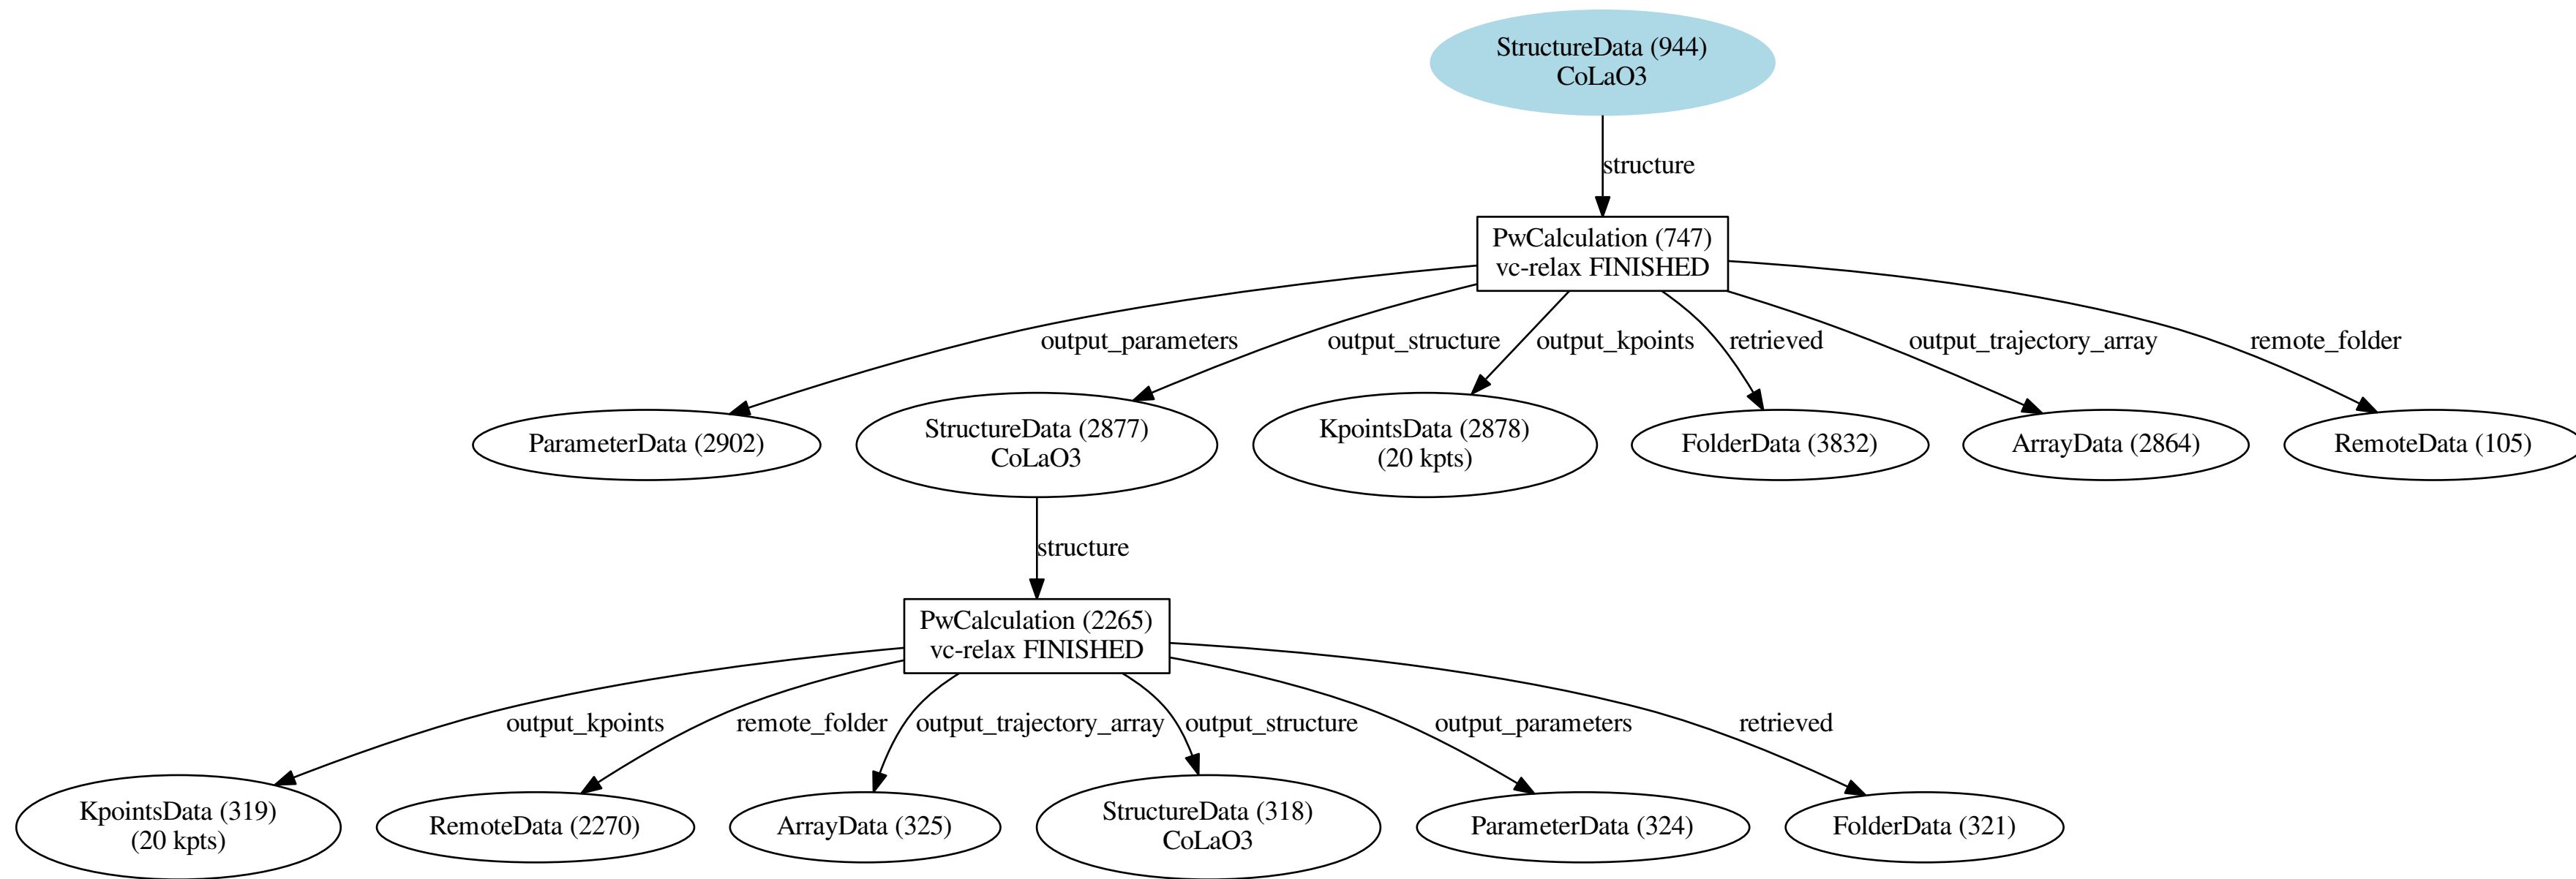 StructureData (944)
CoLaO3
structure
PwCalculation (747)
vc-relax FINISHED
output_parameters
output_structure
output_kpoints
retrieved
output_trajectory_array
remote_folder
ParameterData (2902)
StructureData (2877)
CoLaO3
KpointsData (2878)
(20 kpts)
FolderData (3832)
ArrayData (2864)
RemoteData (105)
structure
PwCalculation (2265)
vc-relax FINISHED
output_kpoints
remote_folder
output_trajectory_array
output_structure
output_parameters
retrieved
KpointsData (319)
(20 kpts)
RemoteData (2270)
ArrayData (325)
StructureData (318)
CoLaO3
ParameterData (324)
FolderData (321)